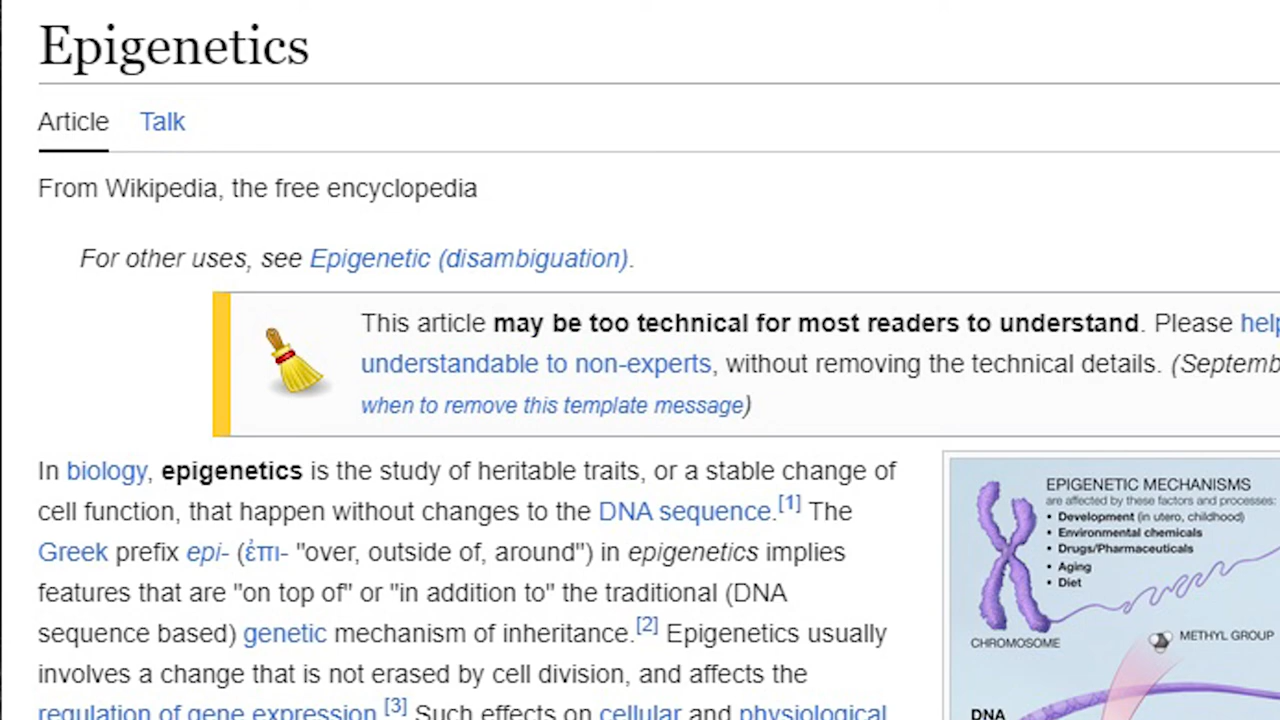 Epigenetics
Article Talk
From Wikipedia, the free encyclopedia
For other uses, see Epigenetic (disambiguation).
This article may be too technical for most readers to understand. Please help
understandable to non-experts, without removing the technical details. (Septemb
when to remove this template message)
In biology, epigenetics is the study of heritable traits, or a stable change of
cell function, that happen without changes to the DNA sequence.[1] The
Greek prefix epi- (ἐπι- "over, outside of, around") in epigenetics implies
features that are "on top of" or "in addition to" the traditional (DNA
sequence based) genetic mechanism of inheritance.[2] Epigenetics usually
involves a change that is not erased by cell division, and affects the
regulation of gene expression.[3] Such effects on cellular and physiological
EPIGENETIC MECHANISMS
are affected by these factors and processes:
• Development (in utero, childhood)
• Environmental chemicals
• Drugs/Pharmaceuticals
• Aging
• Diet
CHROMOSOME
METHYL GROUP
DNA